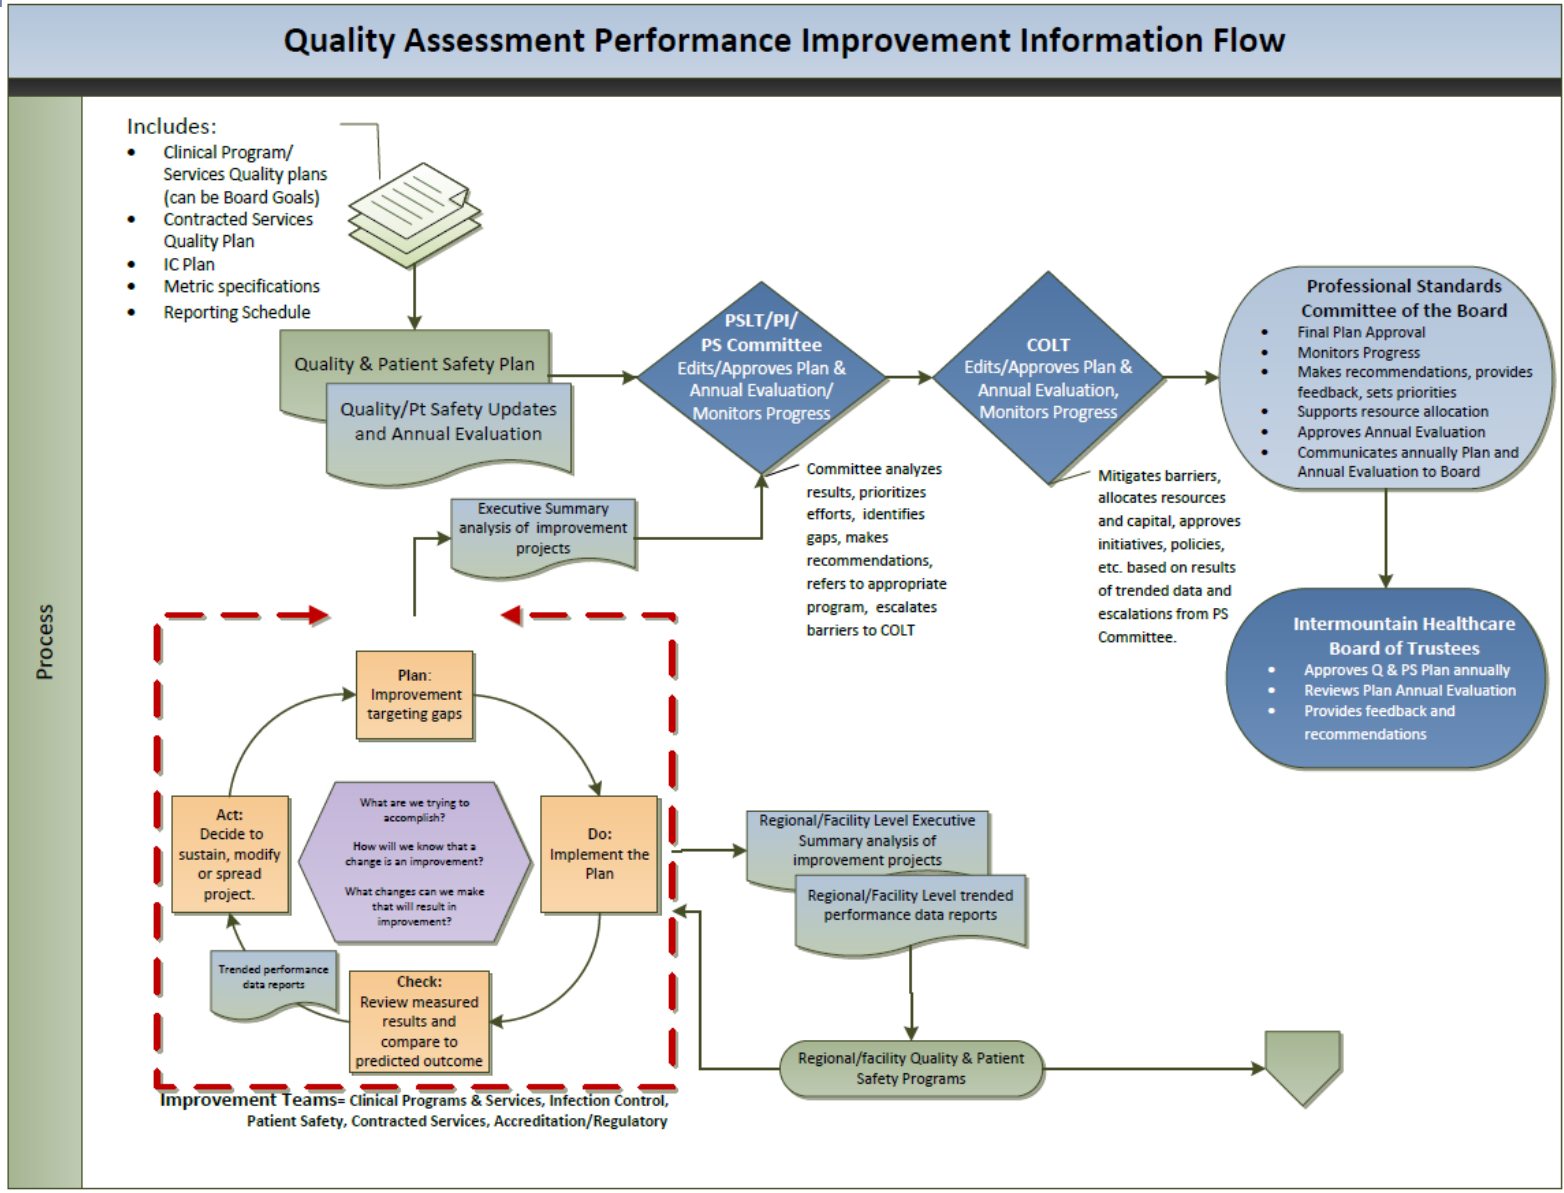 Quality Assessment Performance Improvement Information Flow
Process
Includes:
• Clinical Program/
Services Quality plans
(can be Board Goals)
• Contracted Services
Quality Plan
• IC Plan
• Metric specifications
• Reporting Schedule
Quality & Patient Safety Plan
Quality/Pt Safety Updates
and Annual Evaluation
PSLT/PI/
PS Committee
Edits/Approves Plan &
Annual Evaluation/
Monitors Progress
COLT
Edits/Approves Plan &
Annual Evaluation,
Monitors Progress
Professional Standards
Committee of the Board
• Final Plan Approval
• Monitors Progress
• Makes recommendations, provides
feedback, sets priorities
• Supports resource allocation
• Approves Annual Evaluation
• Communicates annually Plan and
Annual Evaluation to Board
Committee analyzes
results, prioritizes
efforts, identifies
gaps, makes
recommendations,
refers to appropriate
program, escalates
barriers to COLT
Mitigates barriers,
allocates resources
and capital, approves
initiatives, policies,
etc. based on results
of trended data and
escalations from PS
Committee.
Executive Summary
analysis of improvement
projects
Intermountain Healthcare
Board of Trustees
• Approves Q & PS Plan annually
• Reviews Plan Annual Evaluation
• Provides feedback and
recommendations
Plan:
Improvement
targeting gaps
Act:
Decide to
sustain, modify
or spread
project.
What are we trying to
accomplish?
How will we know that a
change is an improvement?
What changes can we make
that will result in
improvement?
Do:
Implement the
Plan
Trended performance
data reports
Check:
Review measured
results and
compare to
predicted outcome
Regional/Facility Level Executive
Summary analysis of
improvement projects
Regional/Facility Level trended
performance data reports
Regional/facility Quality & Patient
Safety Programs
Improvement Teams= Clinical Programs & Services, Infection Control,
Patient Safety, Contracted Services, Accreditation/Regulatory